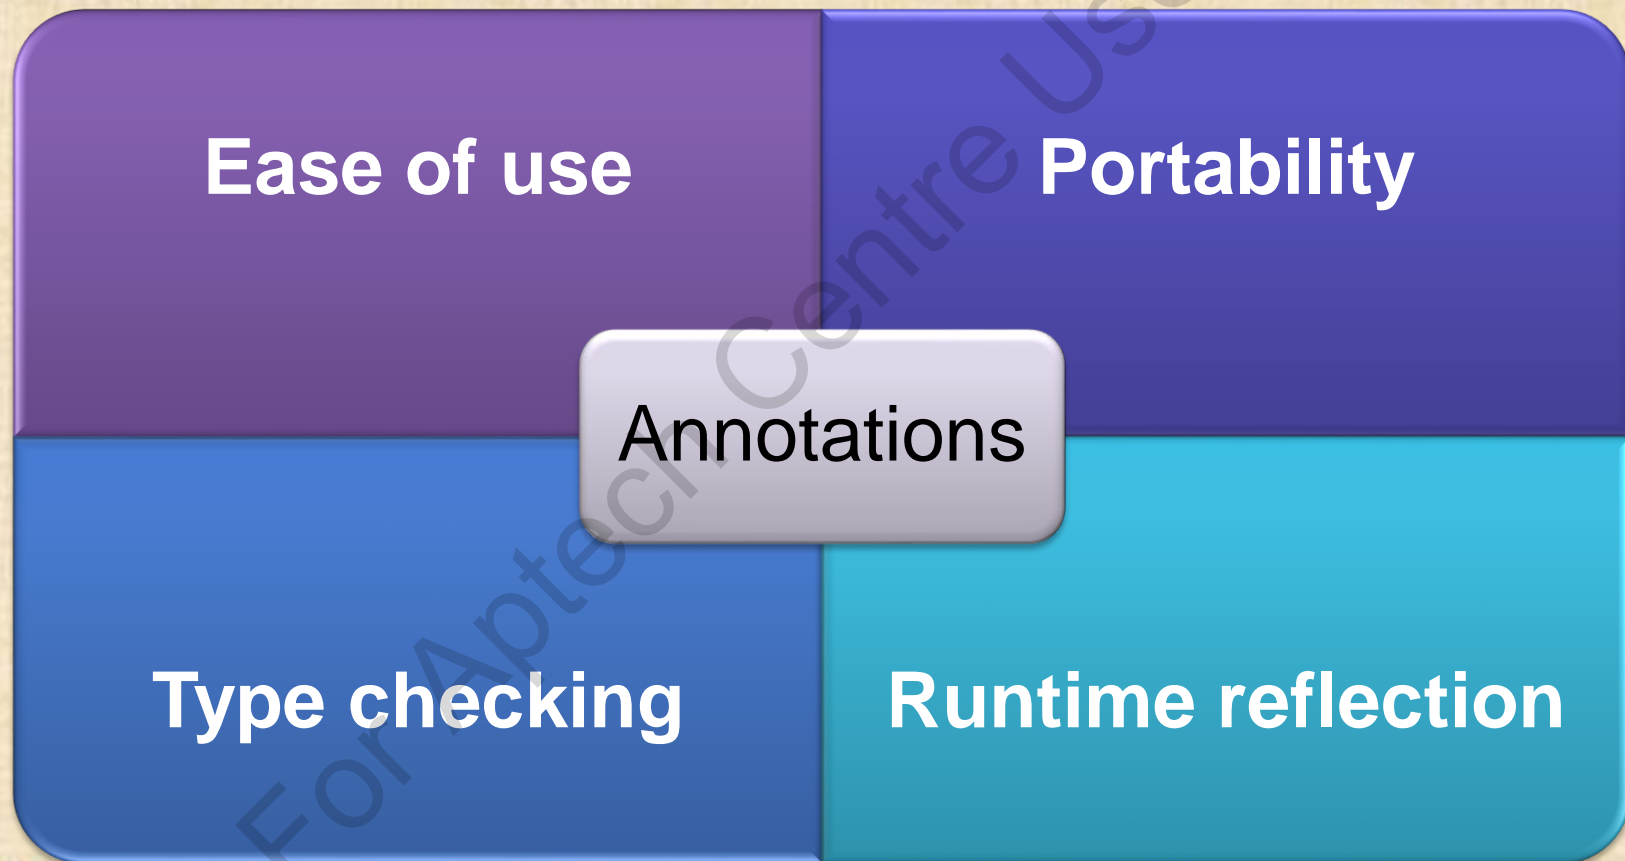 Ease of use
Portability
Annotations
Type checking
Runtime reflection
For Aptech Centre Use